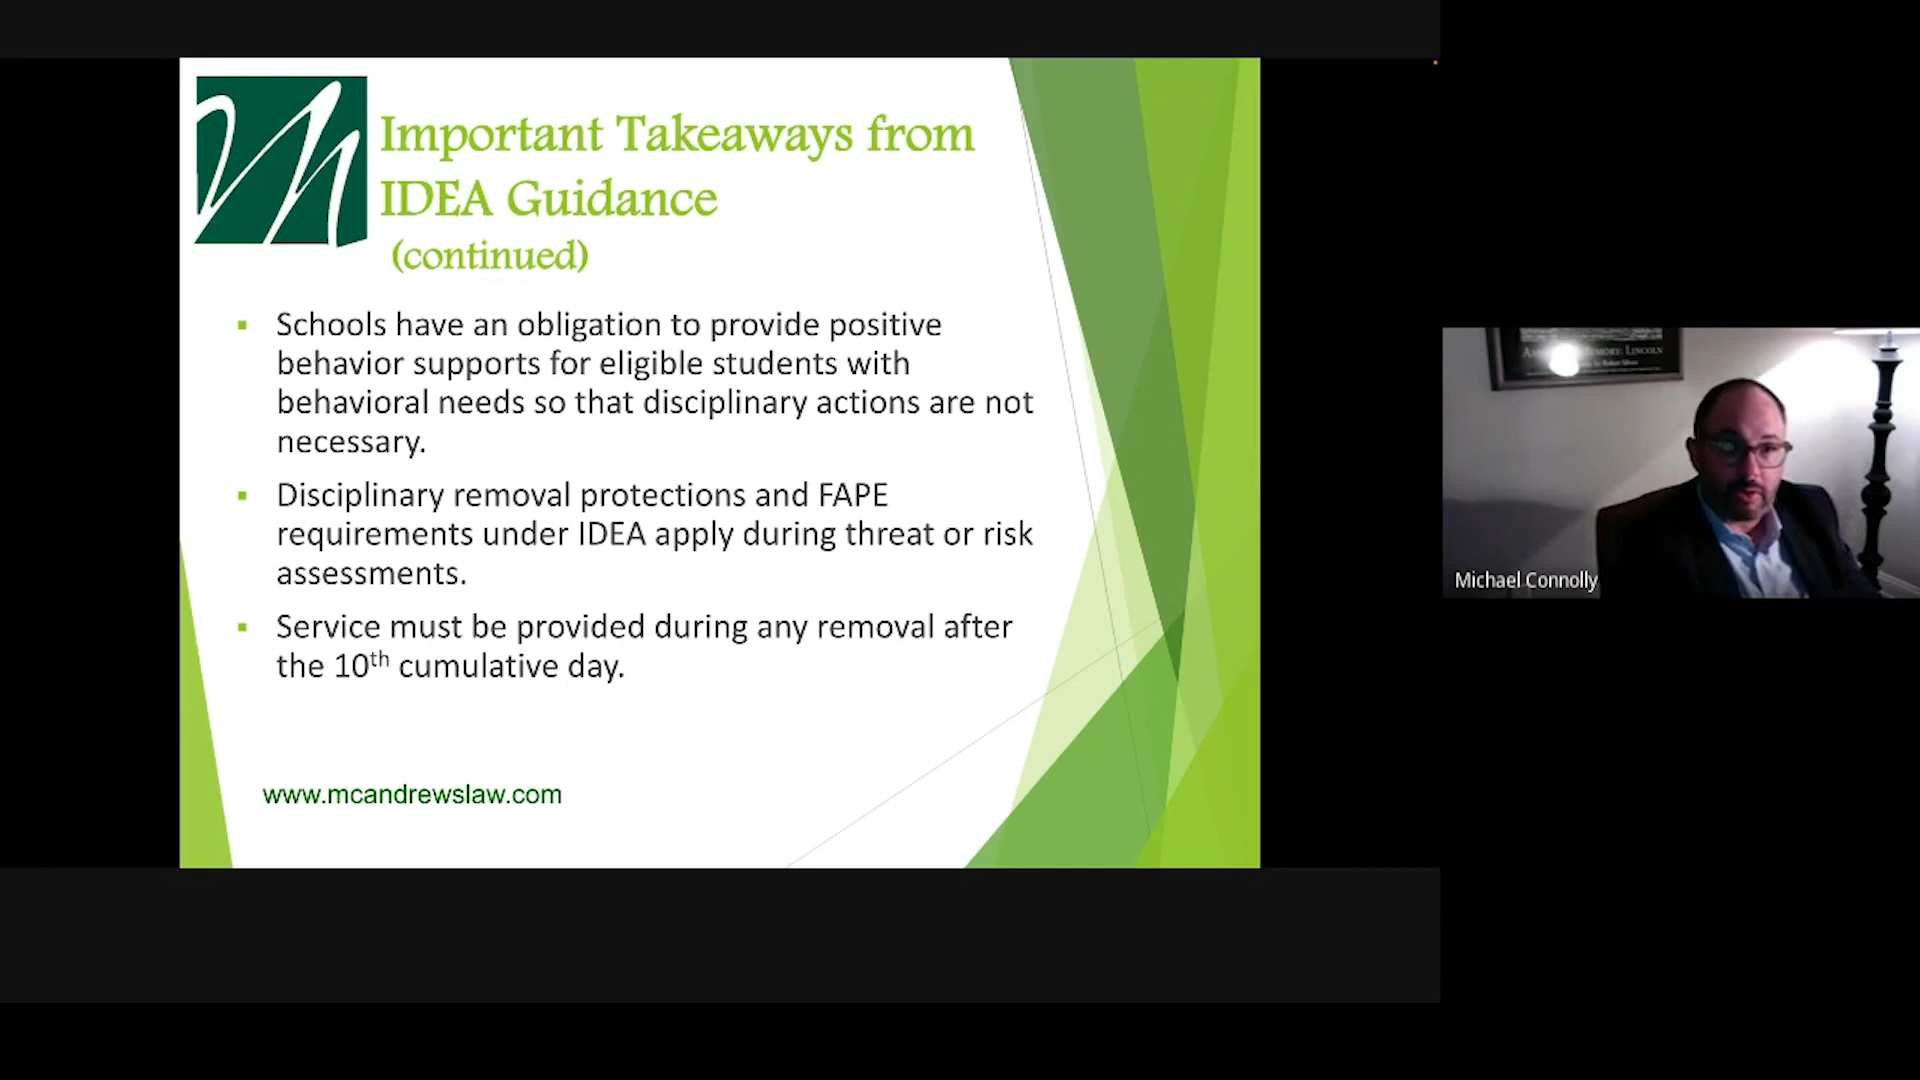 Important Takeaways from
IDEA Guidance
(continued)
▪ Schools have an obligation to provide positive
behavior supports for eligible students with
behavioral needs so that disciplinary actions are not
necessary.
▪ Disciplinary removal protections and FAPE
requirements under IDEA apply during threat or risk
assessments.
▪ Service must be provided during any removal after
the 10th cumulative day.
www.mcandrewslaw.com
Lincoln
Michael Connolly